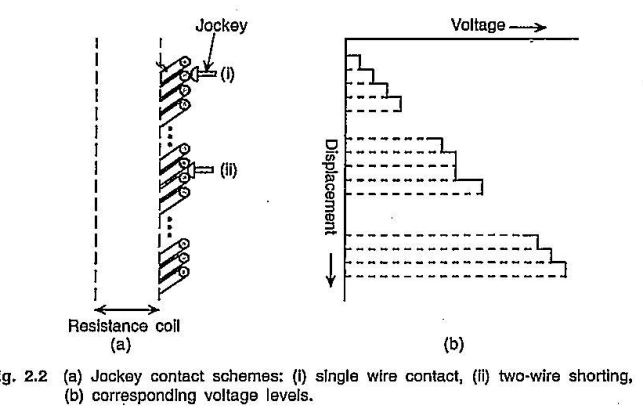 Jockey
Voltage
(i)
(ii)
Displacement
Resistance coil
(a)
(b)
ig. 2.2 (a) Jockey contact schemes: (i) single wire contact, (ii) two-wire shorting,
(b) corresponding voltage levels.